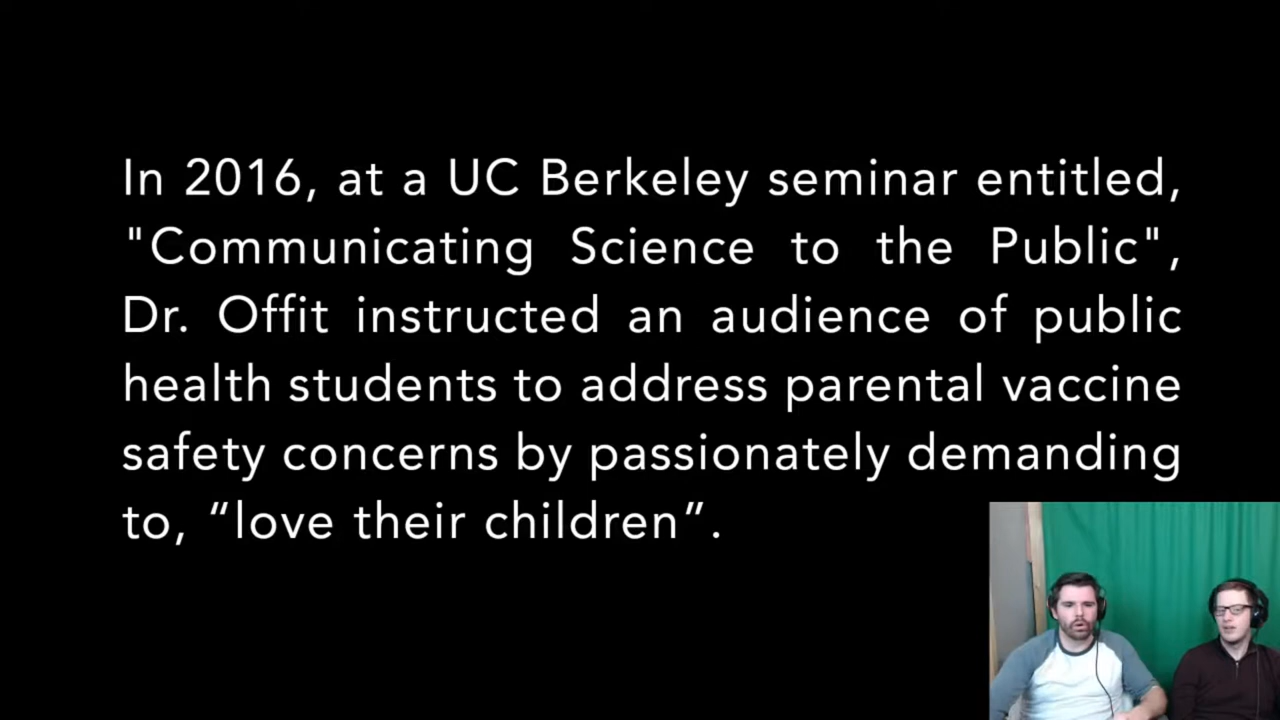 In 2016, at a UC Berkeley seminar entitled,
"Communicating Science to the Public",
Dr. Offit instructed an audience of public
health students to address parental vaccine
safety concerns by passionately demanding
to, “love their children”.